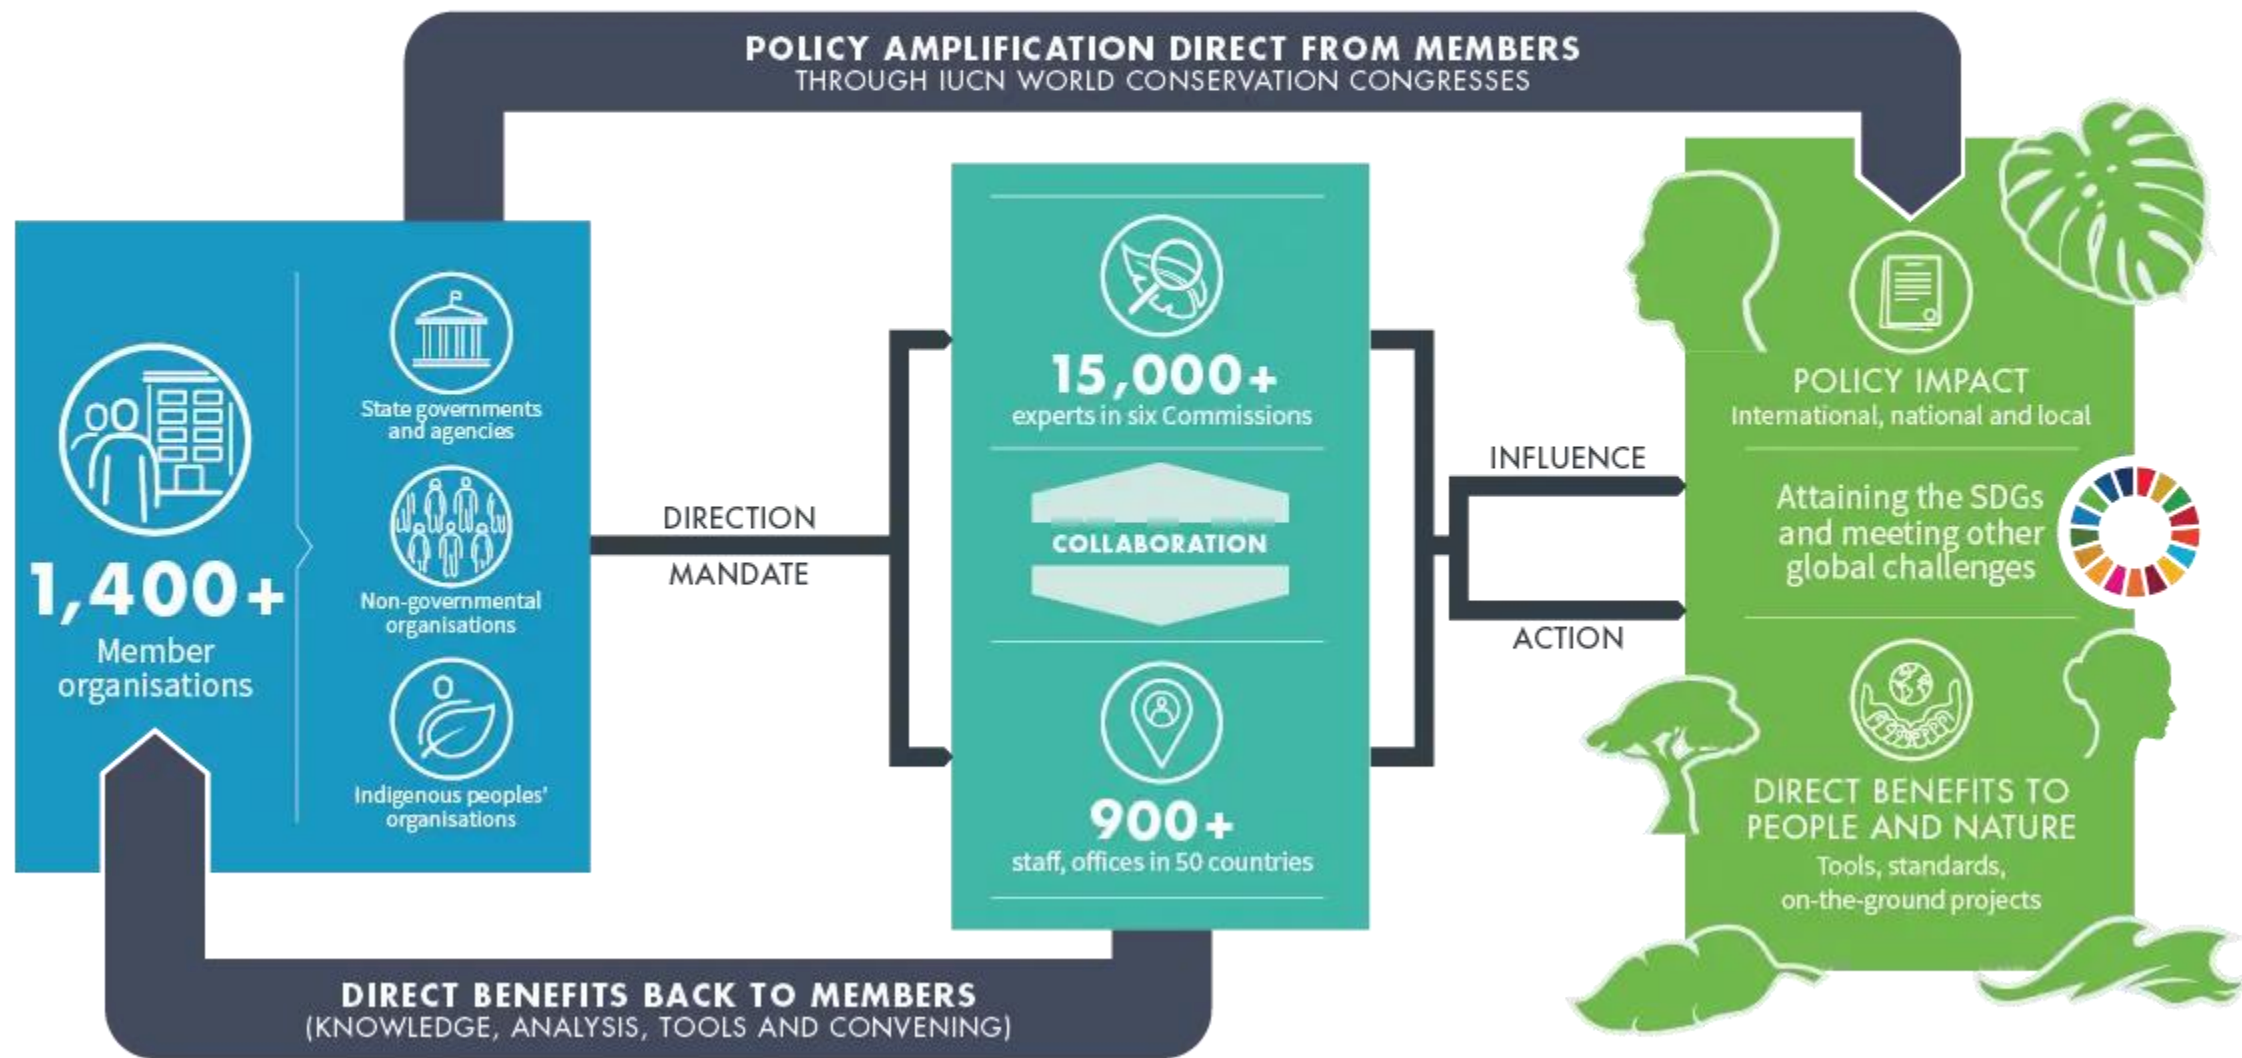 POLICY AMPLIFICATION DIRECT FROM MEMBERS
THROUGH IUCN WORLD CONSERVATION CONGRESSES
1,400+
Member
organisations
State governments
and agencies
Non-governmental
organisations
Indigenous peoples'
organisations
DIRECTION
MANDATE
15,000+
experts in six Commissions
COLLABORATION
900+
staff, offices in 50 countries
INFLUENCE
ACTION
POLICY IMPACT
International, national and local
Attaining the SDGs
and meeting other
global challenges
DIRECT BENEFITS TO
PEOPLE AND NATURE
Tools, standards,
on-the-ground projects
DIRECT BENEFITS BACK TO MEMBERS
(KNOWLEDGE, ANALYSIS, TOOLS AND CONVENING)